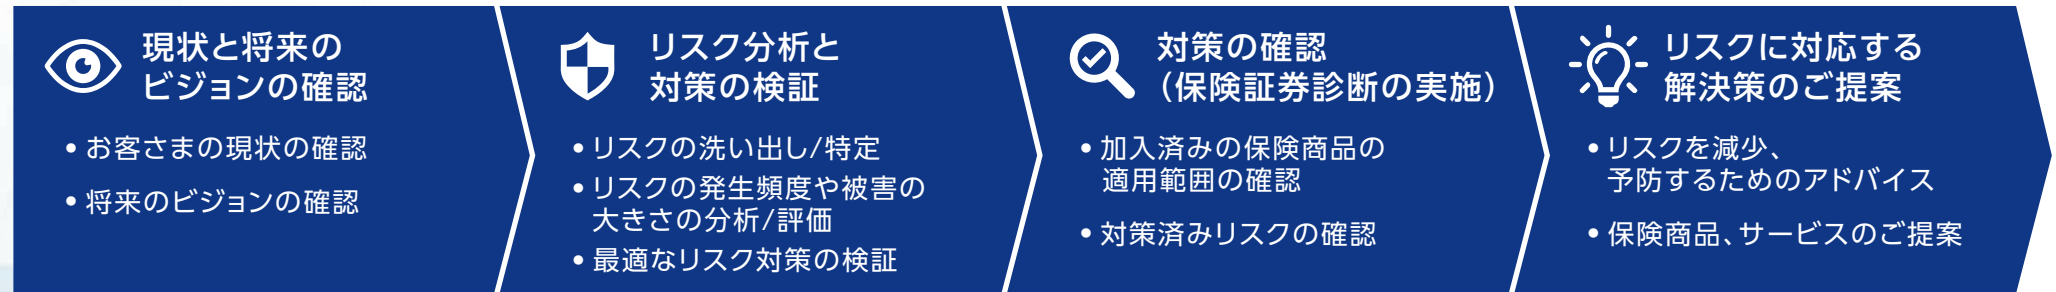 現状と将来の
ビジョンの確認
• お客さまの現状の確認
• 将来のビジョンの確認
リスク分析と
対策の検証
• リスクの洗い出し/特定
• リスクの発生頻度や被害の
大きさの分析/評価
• 最適なリスク対策の検証
対策の確認
（保険証券診断の実施）
• 加入済みの保険商品の
適用範囲の確認
• 対策済みリスクの確認
リスクに対応する
解決策のご提案
• リスクを減少、
予防するためのアドバイス
• 保険商品、サービスのご提案